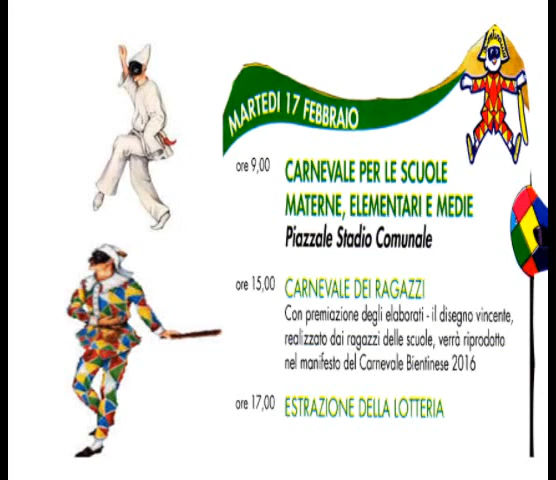 MARTEDI 17 FEBBRAIO
ore 9,00
CARNEVALE PER LE SCUOLE
MATERNE, ELEMENTARI E MEDIE
Piazzale Stadio Comunale
ore 15,00
CARNEVALE DEI RAGAZZI
Con premiazione degli elaborati - il disegno vincente,
realizzato dai ragazzi delle scuole, verrà riprodotto
nel manifesto del Carnevale Bientinese 2016
ore 17,00
ESTRAZIONE DELLA LOTTERIA